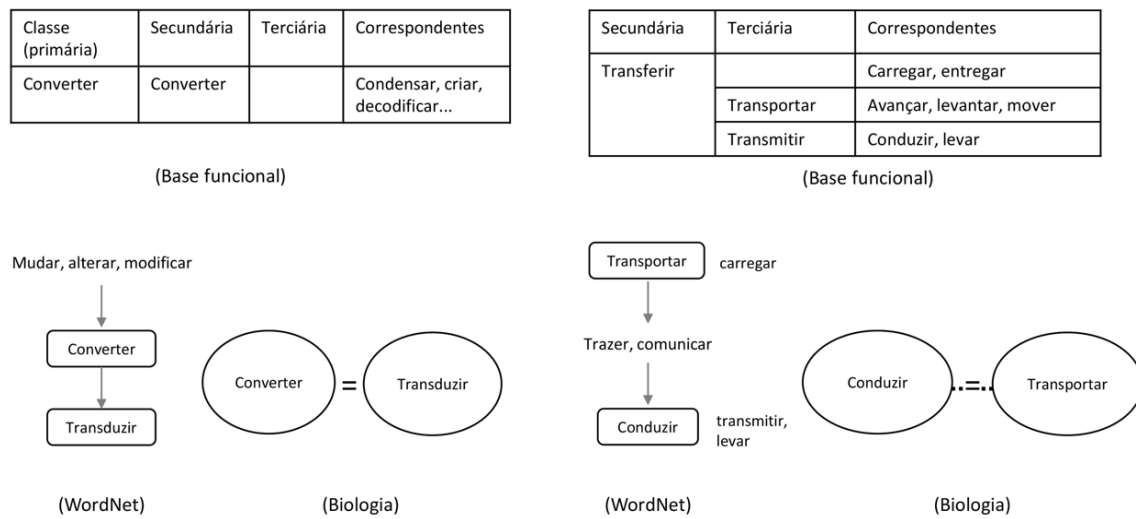 Classe (primária) Secundária Terciária Correspondentes
Converter Converter Condensar, criar, decodificar...
(Base funcional)
Secundária Terciária Correspondentes
Transferir Carregar, entregar
Transportar Avançar, levantar, mover
Transmitir Conduzir, levar
(Base funcional)
Mudar, alterar, modificar
Converter
Transduzir
(WordNet)
Converter = Transduzir
(Biologia)
Transportar carregar
Trazer, comunicar
Conduzir transmitir, levar
(WordNet)
Conduzir ..=.. Transportar
(Biologia)